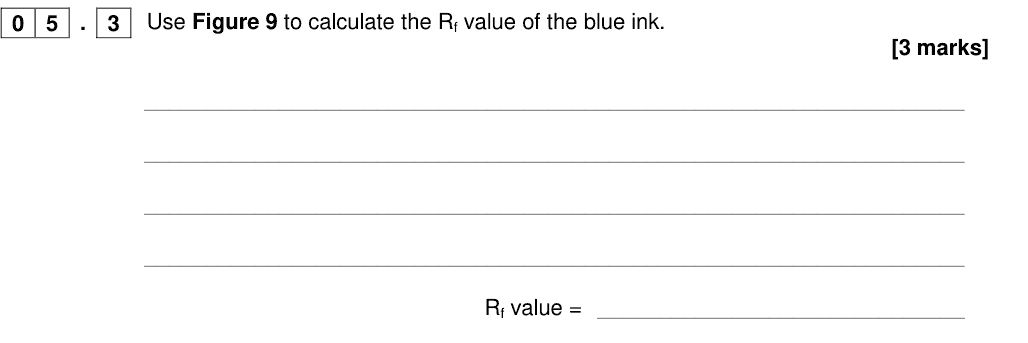 0 5 . 3 Use Figure 9 to calculate the Rf value of the blue ink.
[3 marks]
Rf value =